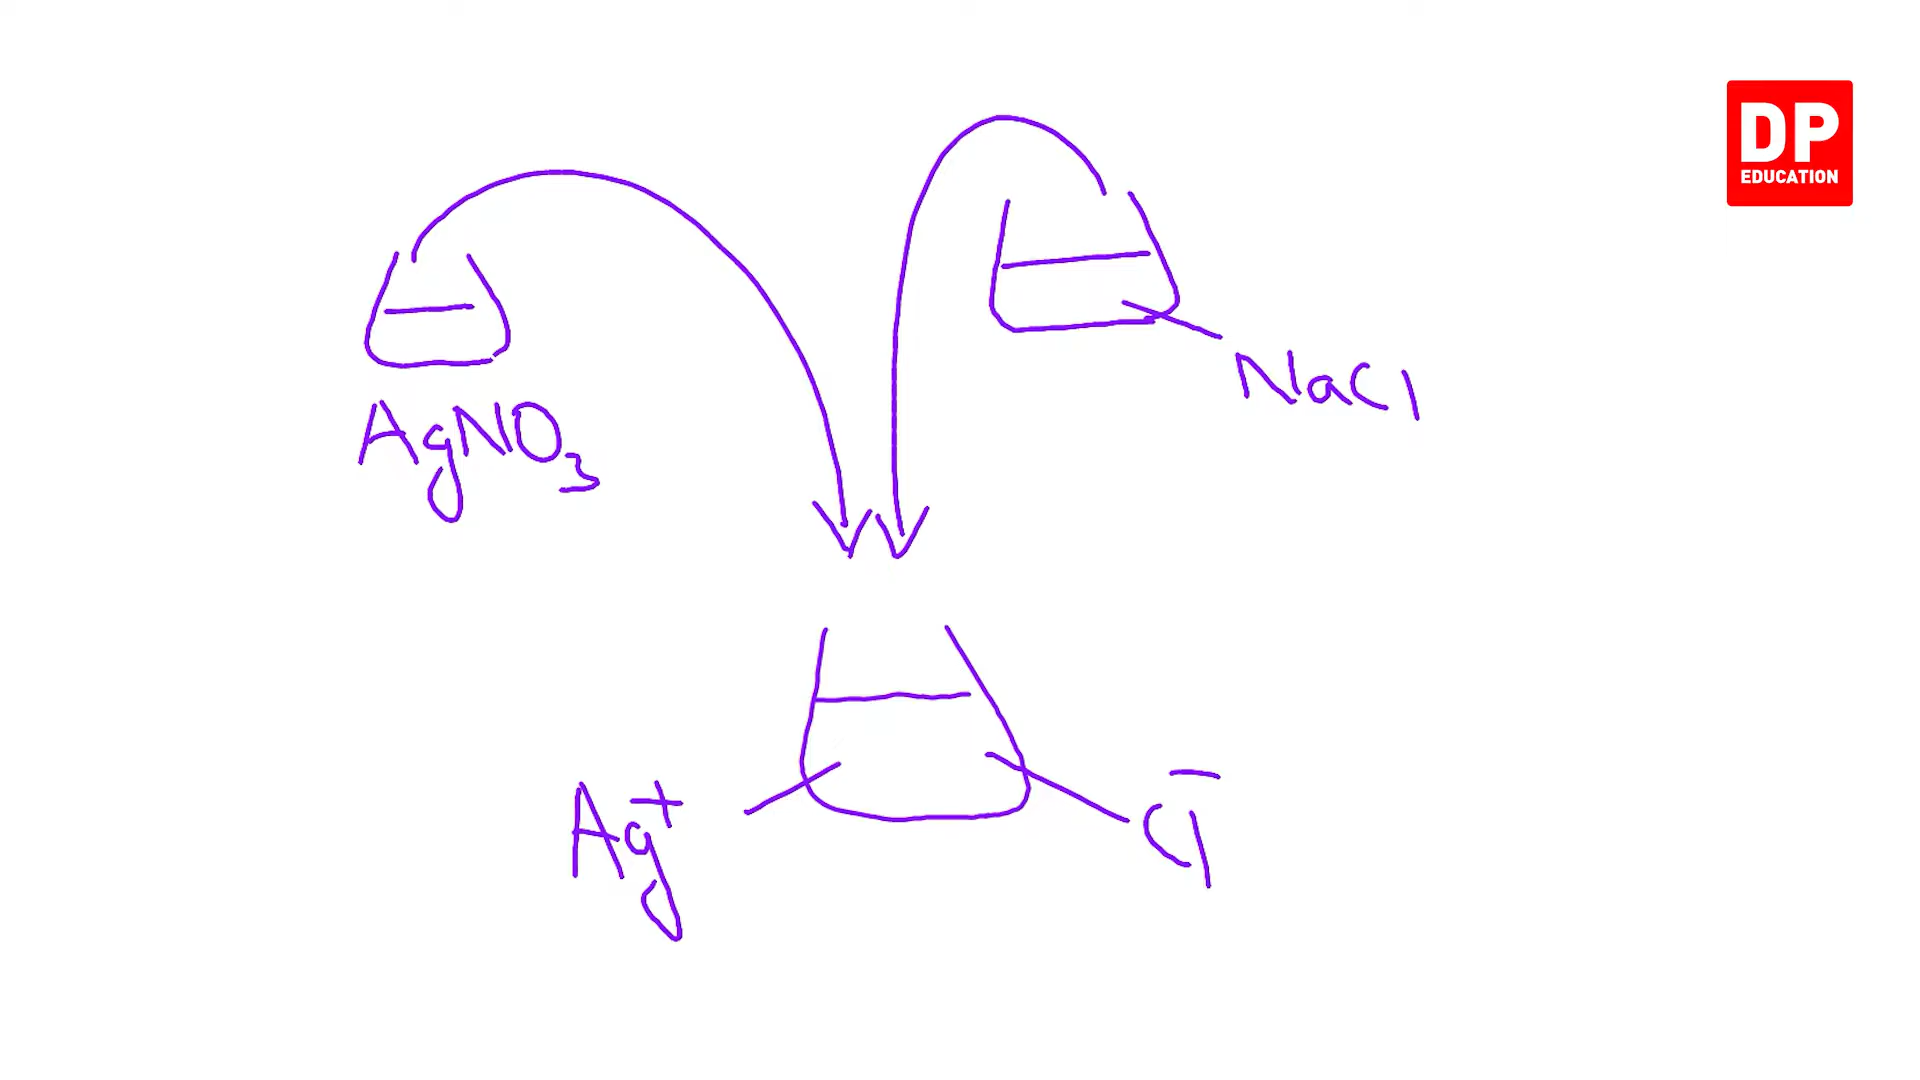 DP
EDUCATION
NaCl
AgNO₃
Ag⁺
Cl⁻